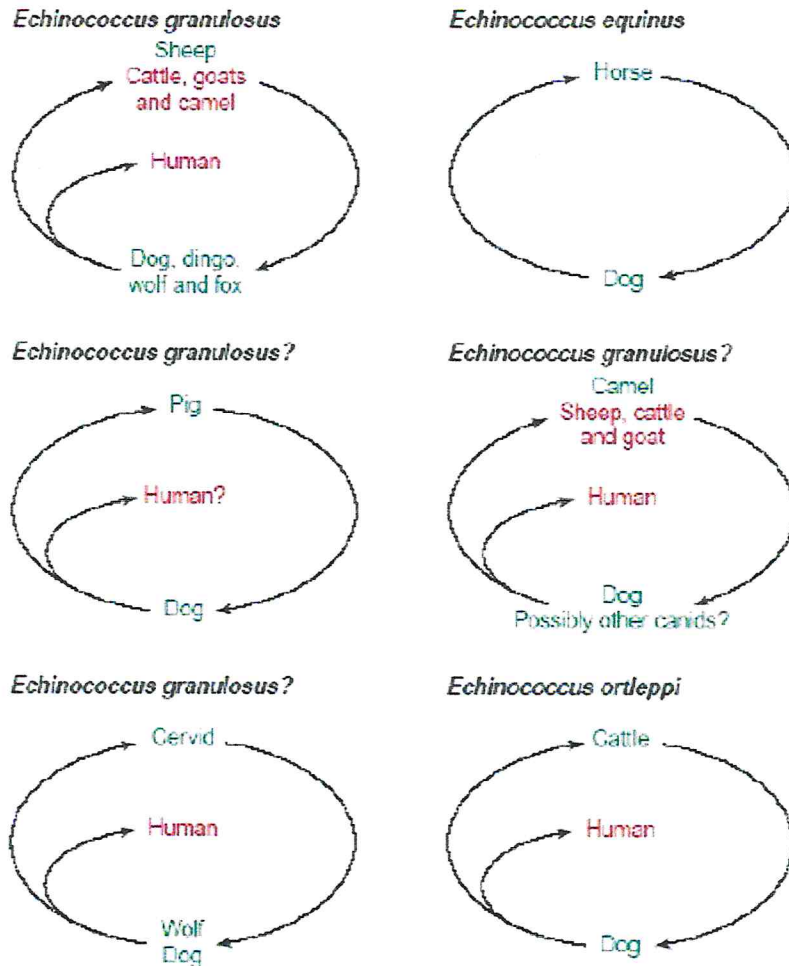 Echinococcus granulosus
Sheep
Cattle, goats
and camel
Human
Dog, dingo,
wolf and fox
Echinococcus equinus
Horse
Dog
Echinococcus granulosus?
Pig
Human?
Dog
Echinococcus granulosus?
Camel
Sheep, cattle
and goat
Human
Dog
Possibly other canids?
Echinococcus granulosus?
Cervid
Human
Wolf
Dog
Echinococcus ortleppi
Cattle
Human
Dog